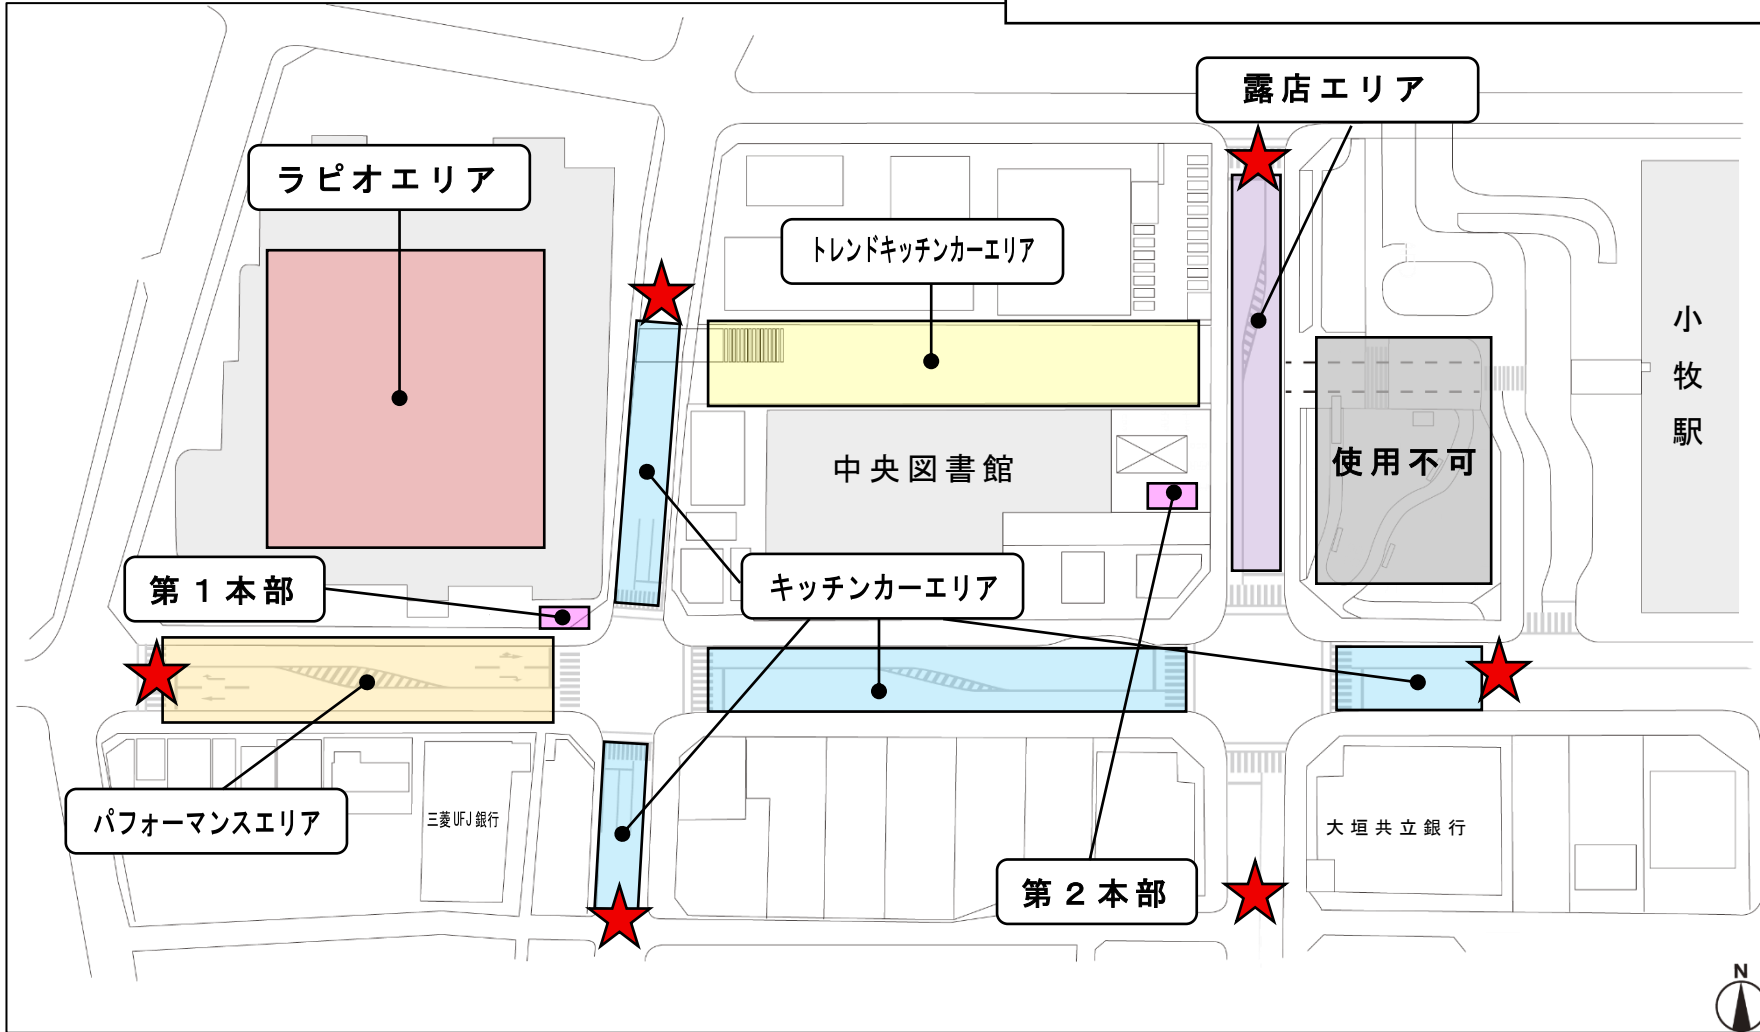 露店エリア
ラピオエリア
トレンドキッチンカーエリア
小牧駅
中央図書館
使用不可
第１本部
キッチンカーエリア
パフォーマンスエリア
三菱UFJ銀行
大垣共立銀行
第２本部
N